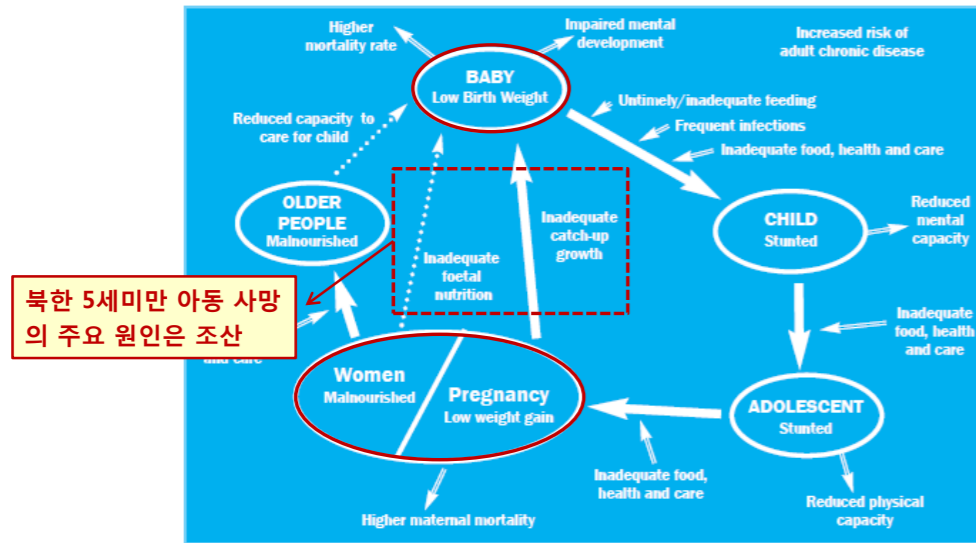 Higher
mortality rate
Impaired mental
development
Increased risk of
adult chronic disease
BABY
Low Birth Weight
Untimely/inadequate feeding
Frequent infections
Inadequate food, health and care
Reduced capacity to
care for child
OLDER
PEOPLE
Malnourished
Inadequate
catch-up
growth
CHILD
Stunted
Reduced
mental
capacity
Inadequate
foetal
nutrition
북한 5세미만 아동 사망
의 주요 원인은 조산
and care
Inadequate
food, health
and care
Women
Malnourished
Pregnancy
Low weight gain
ADOLESCENT
Stunted
Inadequate food,
health and care
Higher maternal mortality
Reduced physical
capacity